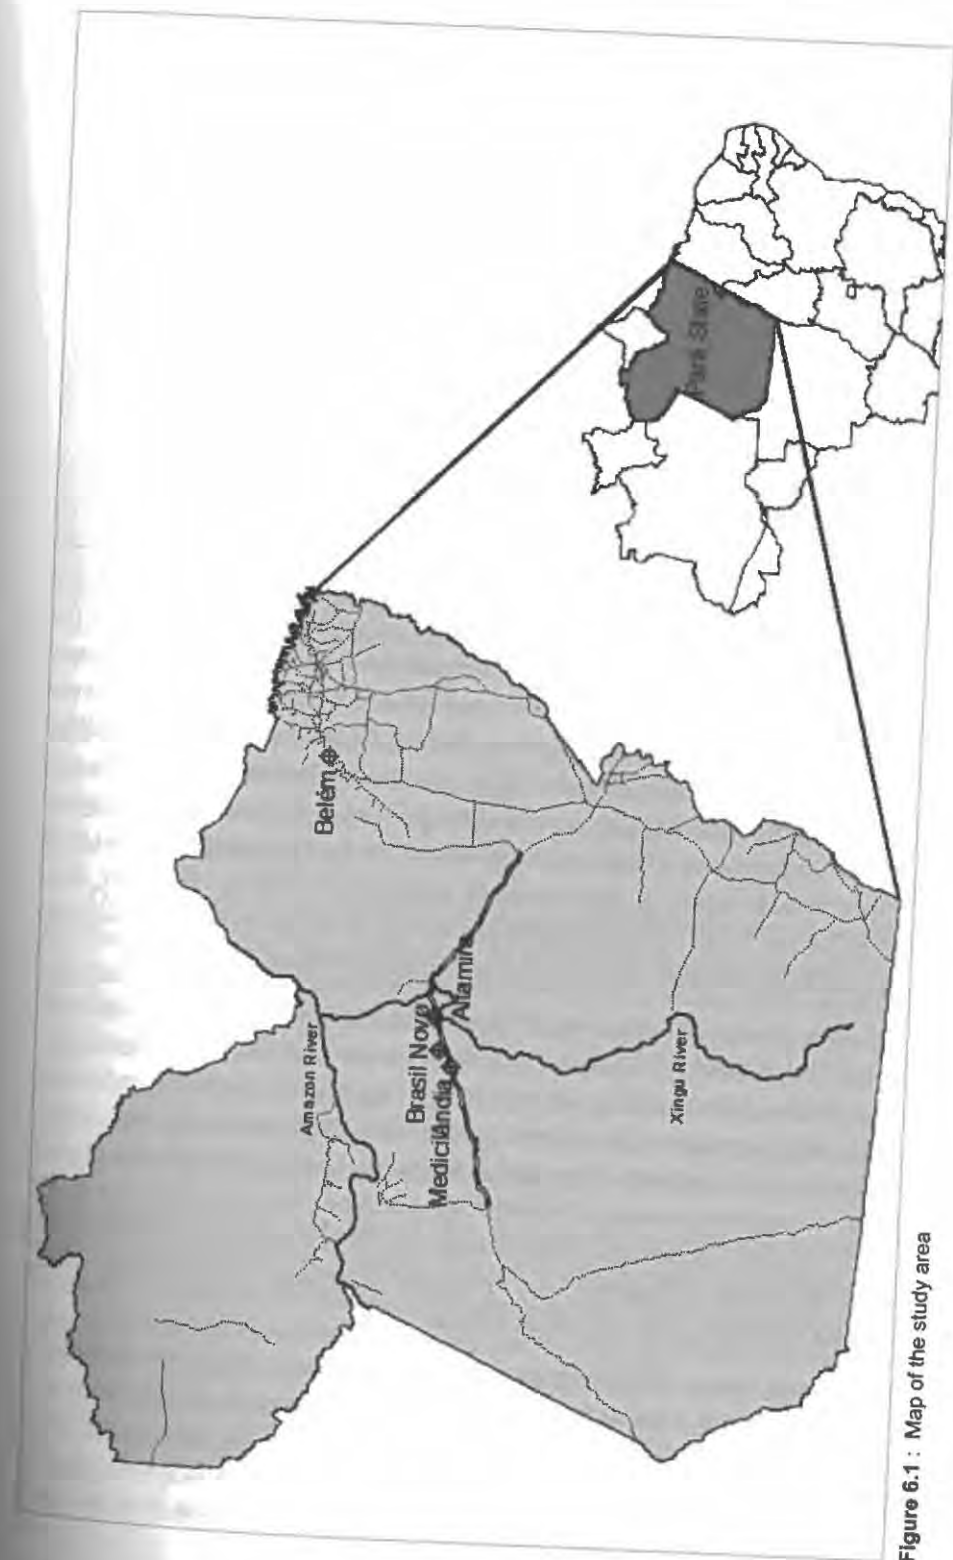 Amazon River
Belém
Brasil Novo
Medicilândia
Altamira
Xingu River
Pará State
Figure 6.1 : Map of the study area